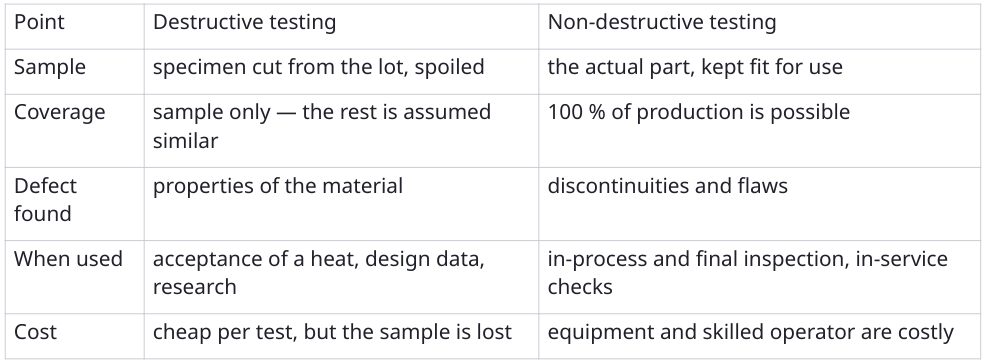 Point Destructive testing Non-destructive testing
Sample specimen cut from the lot, spoiled the actual part, kept fit for use
Coverage sample only — the rest is assumed 100 % of production is possible
similar
Defect properties of the material discontinuities and flaws
found
When used acceptance of a heat, design data, in-process and final inspection, in-service
research checks
Cost cheap per test, but the sample is lost equipment and skilled operator are costly